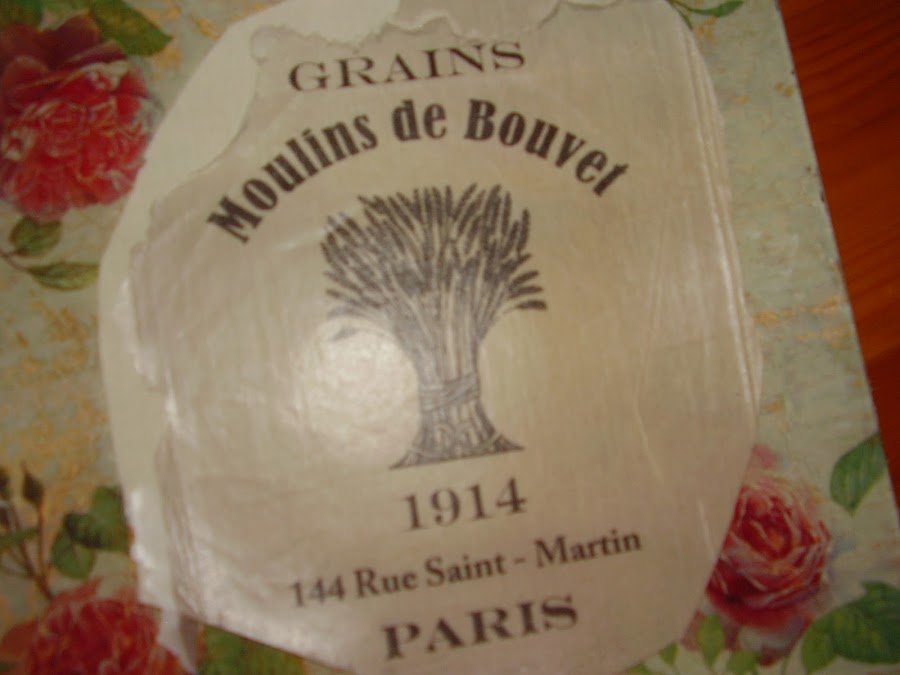 GRAINS
Moulins de Bouvet
1914
144 Rue Saint - Martin
PARIS